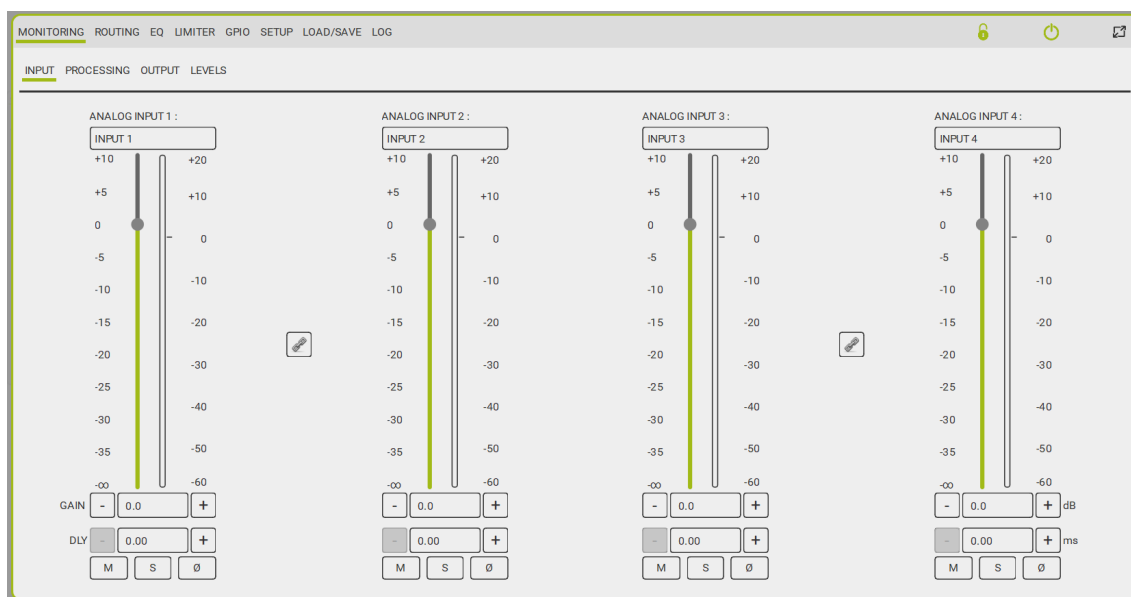 MONITORING ROUTING EQ LIMITER GPIO SETUP LOAD/SAVE LOG
INPUT PROCESSING OUTPUT LEVELS
ANALOG INPUT 1 : ANALOG INPUT 2 : ANALOG INPUT 3 : ANALOG INPUT 4 :
INPUT 1 INPUT 2 INPUT 3 INPUT 4
+10 +20 +10 +20 +10 +20 +10 +20
+5 +10 +5 +10 +5 +10 +5 +10
0 0 0 0 0 0 0 0
-5 -5 -5 -5
-10 -10 -10 -10 -10 -10 -10 -10
-15 -20 -15 -20 -15 -20 -15 -20
-20 -30 -20 -30 -20 -30 -20 -30
-25 -40 -25 -40 -25 -40 -25 -40
-30 -30 -30 -30
-35 -50 -35 -50 -35 -50 -35 -50
-∞ -60 -∞ -60 -∞ -60 -∞ -60
GAIN - 0.0 + - 0.0 + - 0.0 + - 0.0 + dB
DLY - 0.00 + - 0.00 + - 0.00 + - 0.00 + ms
M S Ø M S Ø M S Ø M S Ø